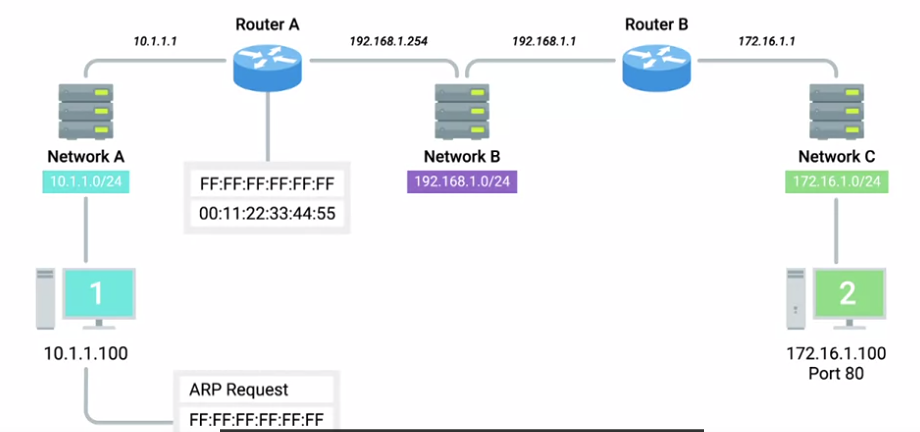 Router A
Router B
10.1.1.1
192.168.1.254
192.168.1.1
172.16.1.1
Network A
10.1.1.0/24
Network B
192.168.1.0/24
Network C
172.16.1.0/24
FF:FF:FF:FF:FF:FF
00:11:22:33:44:55
1
2
10.1.1.100
172.16.1.100
Port 80
ARP Request
FF:FF:FF:FF:FF:FF